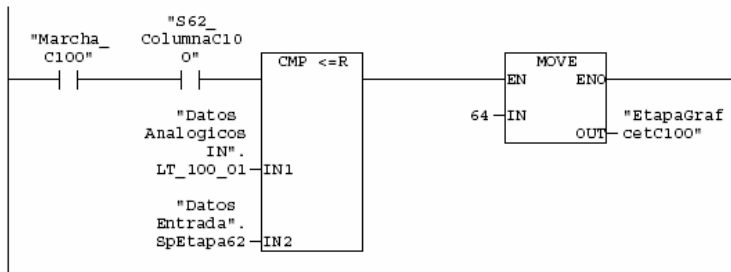 "S62_
"Marcha_
ColumnaC10
C100"
0"
CMP <=R
MOVE
EN
ENO
"Datos
Analogicos
IN".
LT_100_01
IN1
64
IN
"EtapaGraf
OUT
cetC100"
"Datos
Entrada".
SpEtapa62
IN2